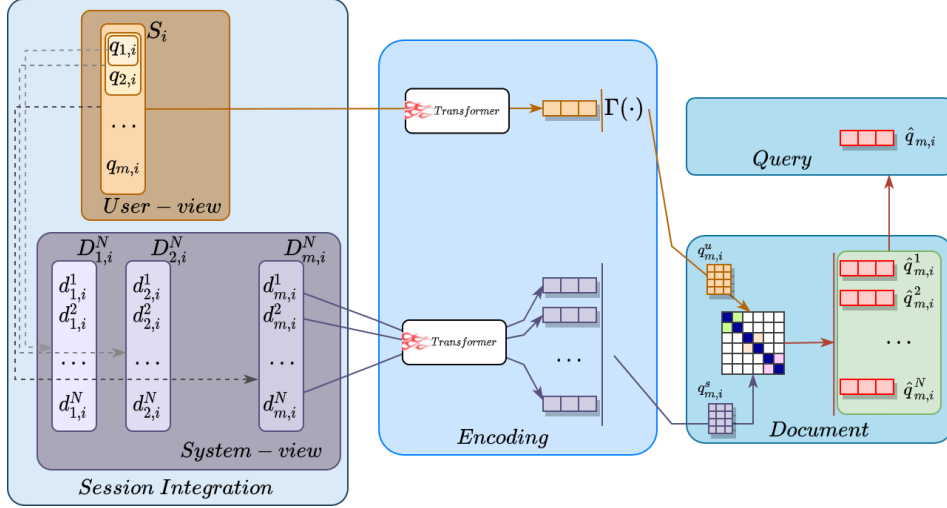 S_i
q_{1,i}
q_{2,i}
...
q_{m,i}
User - view
D^N_{1,i}
D^N_{2,i}
D^N_{m,i}
d^1_{1,i}
d^2_{1,i}
...
d^N_{1,i}
d^1_{2,i}
d^2_{2,i}
...
d^N_{2,i}
d^1_{m,i}
d^2_{m,i}
...
d^N_{m,i}
System - view
Session Integration
Transformer
Γ(·)
Transformer
...
Encoding
q̂_{m,i}
Query
q^u_{m,i}
q^s_{m,i}
q̂^1_{m,i}
q̂^2_{m,i}
...
q̂^N_{m,i}
Document